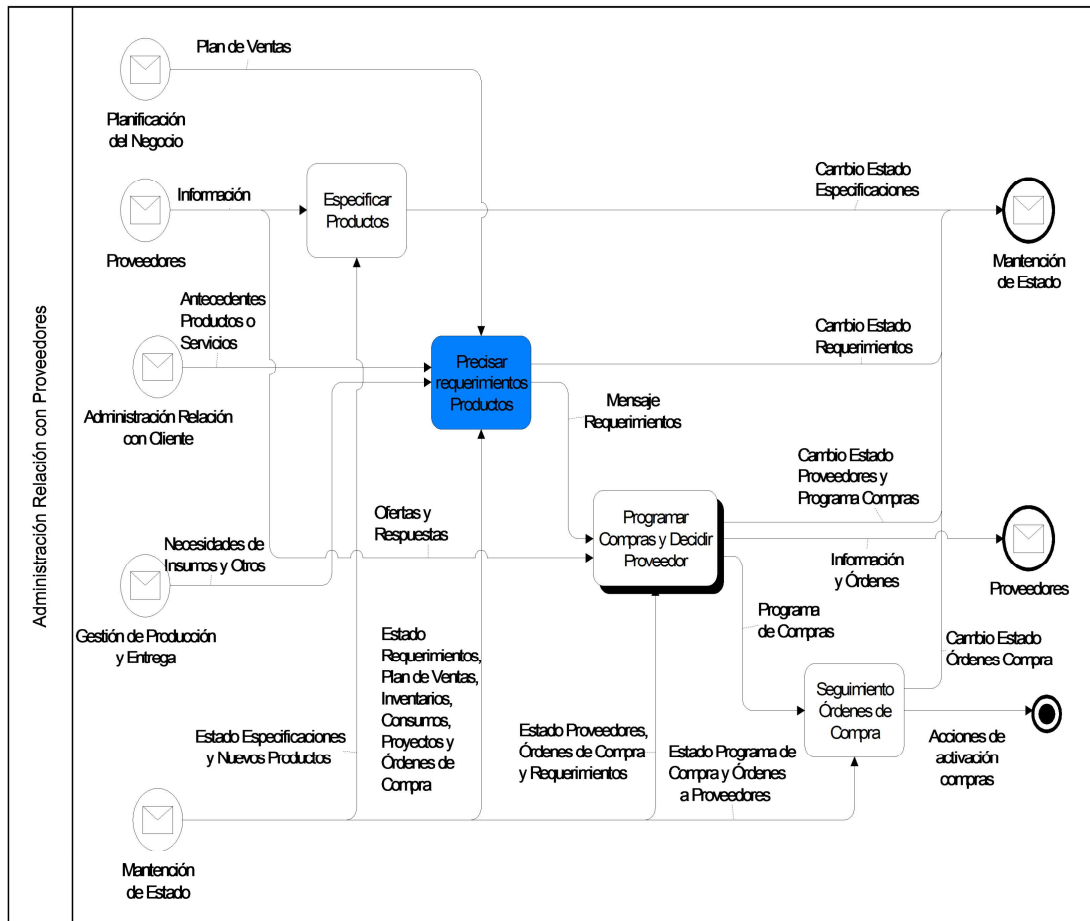 Administración Relación con Proveedores
Plan de Ventas
Planificación
del Negocio
Información
Proveedores
Especificar
Productos
Cambio Estado
Especificaciones
Mantención
de Estado
Antecedentes
Productos o
Servicios
Administración Relación
con Cliente
Precisar
requerimientos
Productos
Cambio Estado
Requerimientos
Mensaje
Requerimientos
Cambio Estado
Proveedores y
Programa Compras
Ofertas y
Respuestas
Programar
Compras y Decidir
Proveedor
Información
y Órdenes
Proveedores
Necesidades de
Insumos y Otros
Gestión de Producción
y Entrega
Programa
de Compras
Cambio Estado
Órdenes Compra
Estado
Requerimientos,
Plan de Ventas,
Inventarios,
Consumos,
Proyectos y
Órdenes de
Compra
Seguimiento
Órdenes de
Compra
Acciones de
activación
compras
Estado Especificaciones
y Nuevos Productos
Estado Proveedores,
Órdenes de Compra
y Requerimientos
Estado Programa de
Compra y Órdenes
a Proveedores
Mantención
de Estado